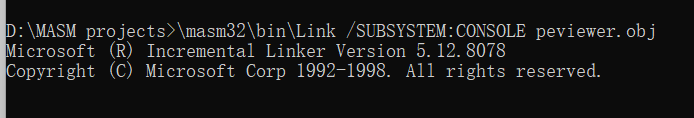 D:\MASM projects>\masm32\bin\Link /SUBSYSTEM:CONSOLE peviewer.obj
Microsoft (R) Incremental Linker Version 5.12.8078
Copyright (C) Microsoft Corp 1992-1998. All rights reserved.